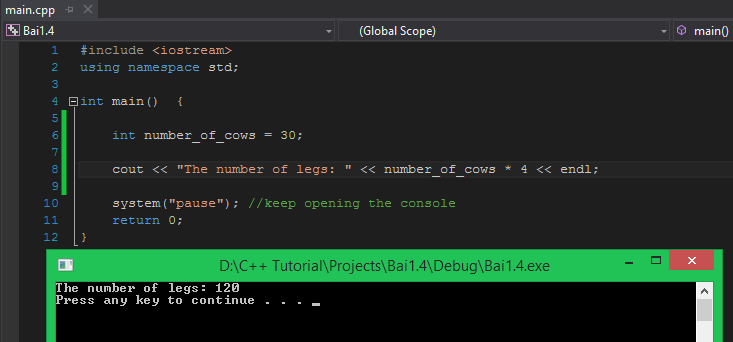 main.cpp
Bai1.4 (Global Scope) main()
1 #include <iostream>
2 using namespace std;
3
4 int main()  {
5
6     int number_of_cows = 30;
7
8     cout << "The number of legs: " << number_of_cows * 4 << endl;
9
10     system("pause"); //keep opening the console
11     return 0;
12 }
D:\C++ Tutorial\Projects\Bai1.4\Debug\Bai1.4.exe
The number of legs: 120
Press any key to continue . . . _